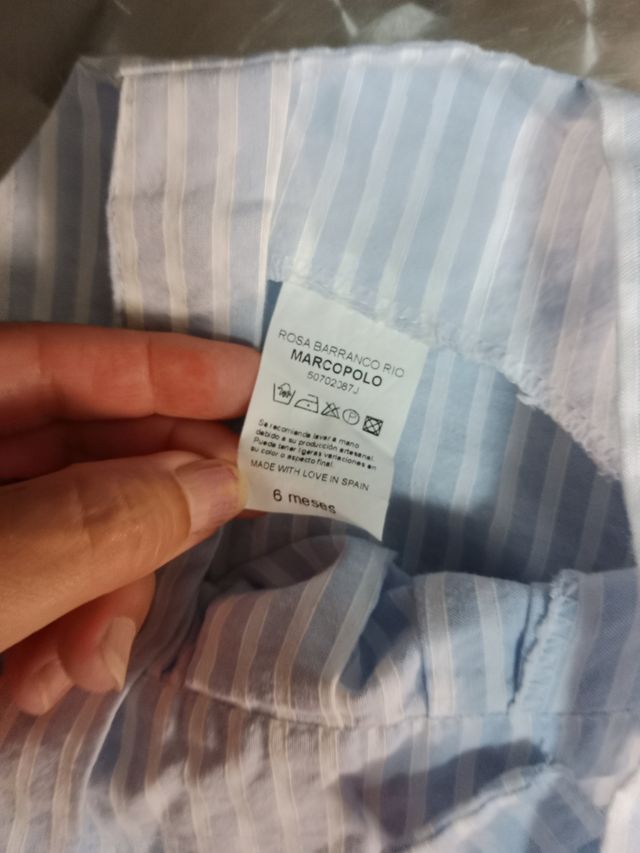 ROSA BARRANCO RIO
MARCOPOLO
50702087J
Se recomienda lavar a mano
debido a su producción artesanal.
Puede tener ligeras variaciones en
su color o aspecto final.
MADE WITH LOVE IN SPAIN
6 meses